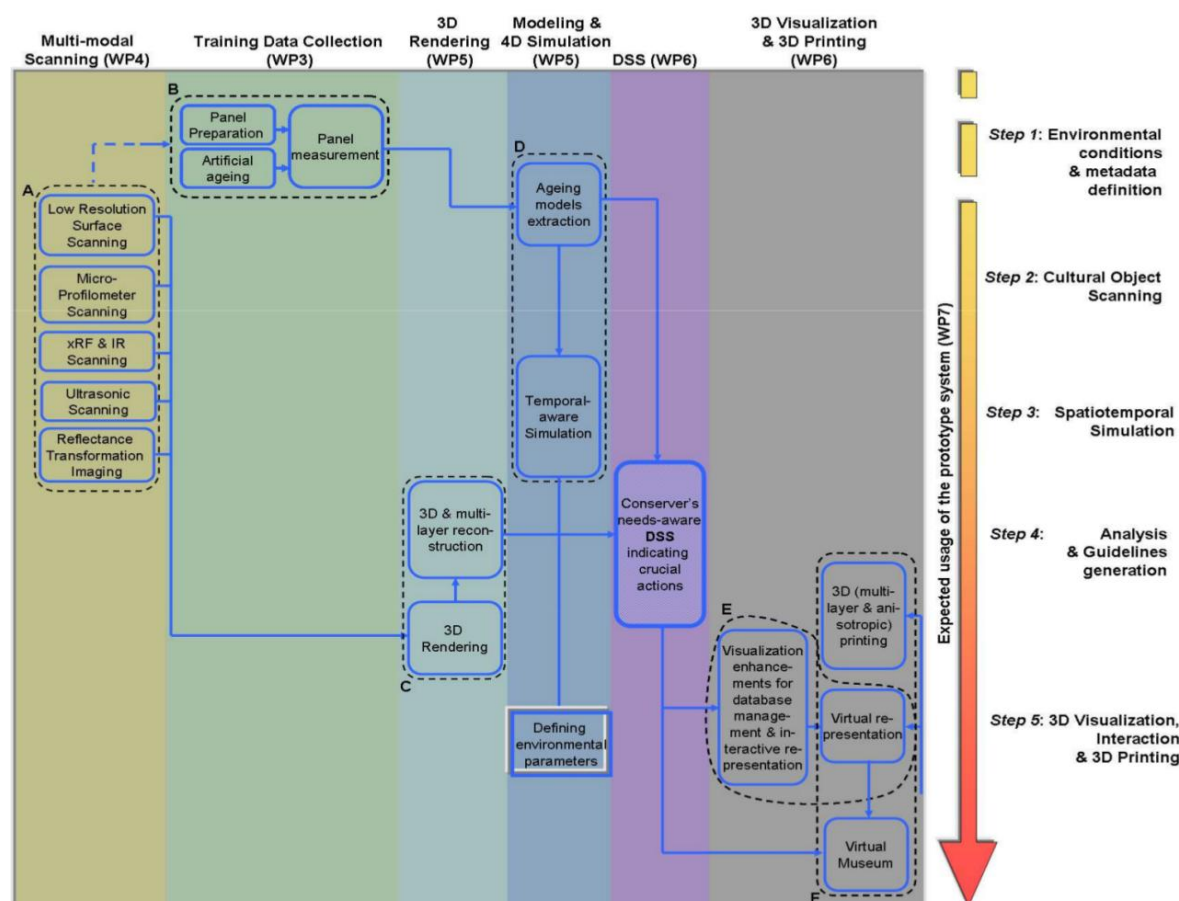 Multi-modal
Scanning (WP4)
Training Data Collection
(WP3)
3D
Rendering
(WP5)
Modeling &
4D Simulation
(WP5)
DSS (WP6)
3D Visualization
& 3D Printing
(WP6)
B
Panel
Preparation
Artificial
ageing
Panel
measurement
A
Low Resolution
Surface
Scanning
Micro-
Profilometer
Scanning
xRF & IR
Scanning
Ultrasonic
Scanning
Reflectance
Transformation
Imaging
D
Ageing
models
extraction
Temporal-
aware
Simulation
3D & multi-
layer recon-
struction
3D
Rendering
C
Defining
environmental
parameters
Conserver's
needs-aware
DSS
indicating
crucial
actions
E
Visualization
enhance-
ments for
database
manage-
ment & inter-
active repre-
sentation
3D (multi-
layer & ani-
sotropic)
printing
Virtual re-
presentation
Virtual
Museum
F
Expected usage of the prototype system (WP7)
Step 1: Environmental
conditions
& metadata
definition
Step 2: Cultural Object
Scanning
Step 3: Spatiotemporal
Simulation
Step 4: Analysis
& Guidelines
generation
Step 5: 3D Visualization,
Interaction
& 3D Printing